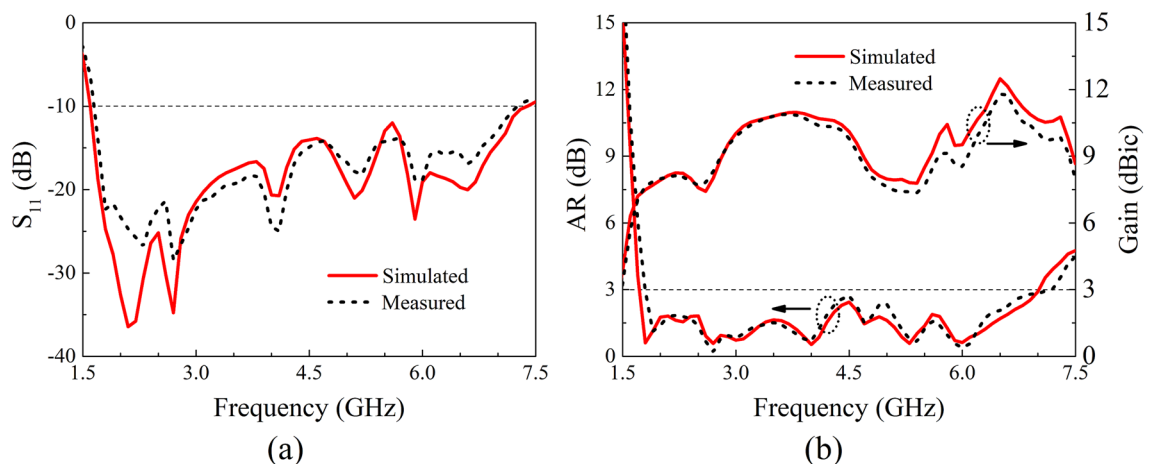 0
-10
-20
-30
-40
S11 (dB)
1.5 3.0 4.5 6.0 7.5
Frequency (GHz)
Simulated
Measured
(a)
15
12
9
6
3
0
AR (dB)
15
12
9
6
3
0
Gain (dBic)
Simulated
Measured
1.5 3.0 4.5 6.0 7.5
Frequency (GHz)
(b)